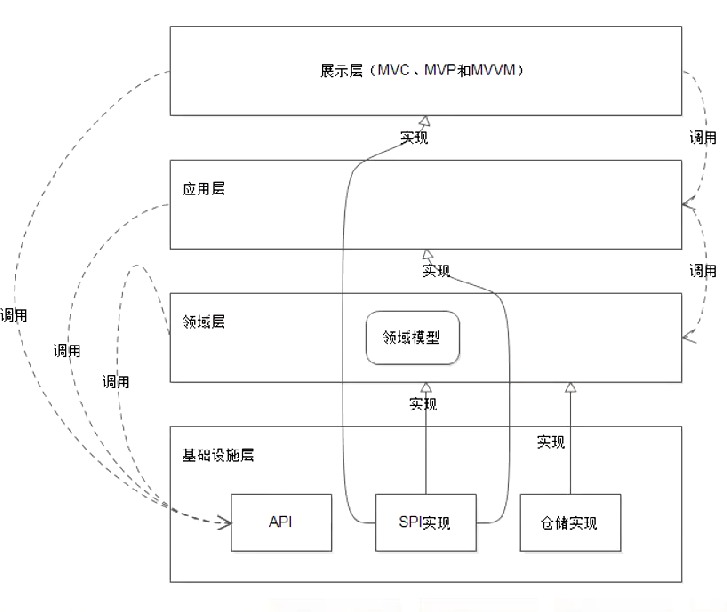 展示层（MVC、MVP和MVVM）
实现
调用
应用层
实现
调用
调用
领域层
领域模型
调用
调用
实现
实现
基础设施层
API
SPI实现
仓储实现